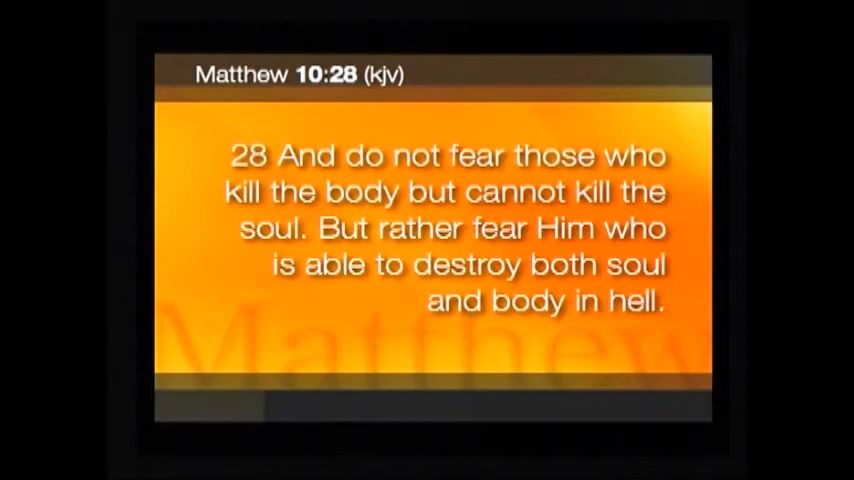 Matthew 10:28 (kjv)
28 And do not fear those who
kill the body but cannot kill the
soul. But rather fear Him who
is able to destroy both soul
and body in hell.
Matthew